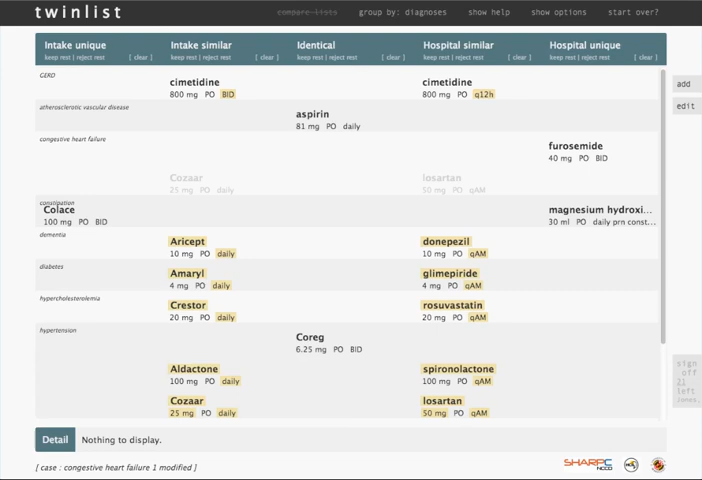 twinlist
compare lists group by: diagnoses show help show options start over?
Intake unique Intake similar Identical Hospital similar Hospital unique
keep rest | reject rest [ clear ] keep rest | reject rest [ clear ] keep rest | reject rest [ clear ] keep rest | reject rest [ clear ] keep rest | reject rest [ clear ]
GERD
cimetidine cimetidine
800 mg PO BID 800 mg PO q12h
add
atherosclerotic vascular disease
edit
aspirin
81 mg PO daily
congestive heart failure
furosemide
40 mg PO BID
Cozaar losartan
25 mg PO daily 50 mg PO qAM
constipation
Colace magnesium hydroxi...
100 mg PO BID 30 ml PO daily prn const...
dementia
Aricept donepezil
10 mg PO daily 10 mg PO qAM
diabetes
Amaryl glimepiride
4 mg PO daily 4 mg PO qAM
hypercholesterolemia
Crestor rosuvastatin
20 mg PO daily 20 mg PO qAM
hypertension
Coreg
6.25 mg PO BID
Aldactone spironolactone
100 mg PO daily 100 mg PO qAM
Cozaar losartan
25 mg PO daily 50 mg PO qAM
sign
off
21
left
Detail Nothing to display.
[ case : congestive heart failure 1 modified ]
SHARPC
NCCD